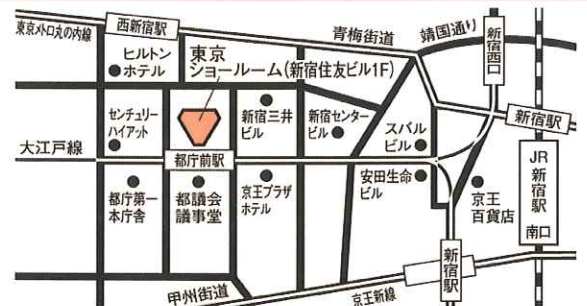 東京メトロ丸の内線
西新宿駅
青梅街道
靖国通り
新宿西口
ヒルトン
ホテル
東京
ショールーム(新宿住友ビル1F)
センチュリー
ハイアット
新宿三井
ビル
新宿センター
ビル
スバル
ビル
新宿駅
大江戸線
都庁前駅
JR
新宿駅
南口
都庁第一
本庁舎
都議会
議事堂
京王プラザ
ホテル
安田生命
ビル
京王
百貨店
新宿駅
甲州街道
京王新線